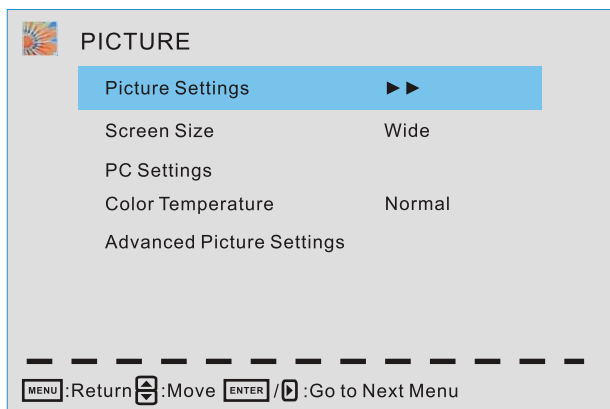 PICTURE
Picture Settings ►►
Screen Size Wide
PC Settings
Color Temperature Normal
Advanced Picture Settings
MENU :Return :Move ENTER / :Go to Next Menu